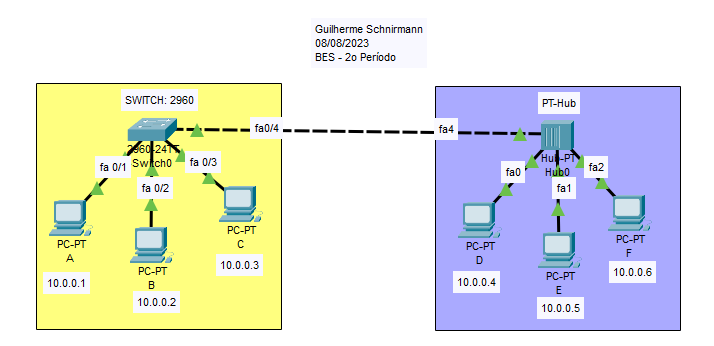 Guilherme Schnirmann
08/08/2023
BES - 2o Período
SWITCH: 2960
2960-24TT
Switch0
fa0/4
fa 0/1
fa 0/2
fa 0/3
PC-PT
A
10.0.0.1
PC-PT
B
10.0.0.2
PC-PT
C
10.0.0.3
PT-Hub
fa4
Hub-PT
Hub0
fa0
fa1
fa2
PC-PT
D
10.0.0.4
PC-PT
E
10.0.0.5
PC-PT
F
10.0.0.6